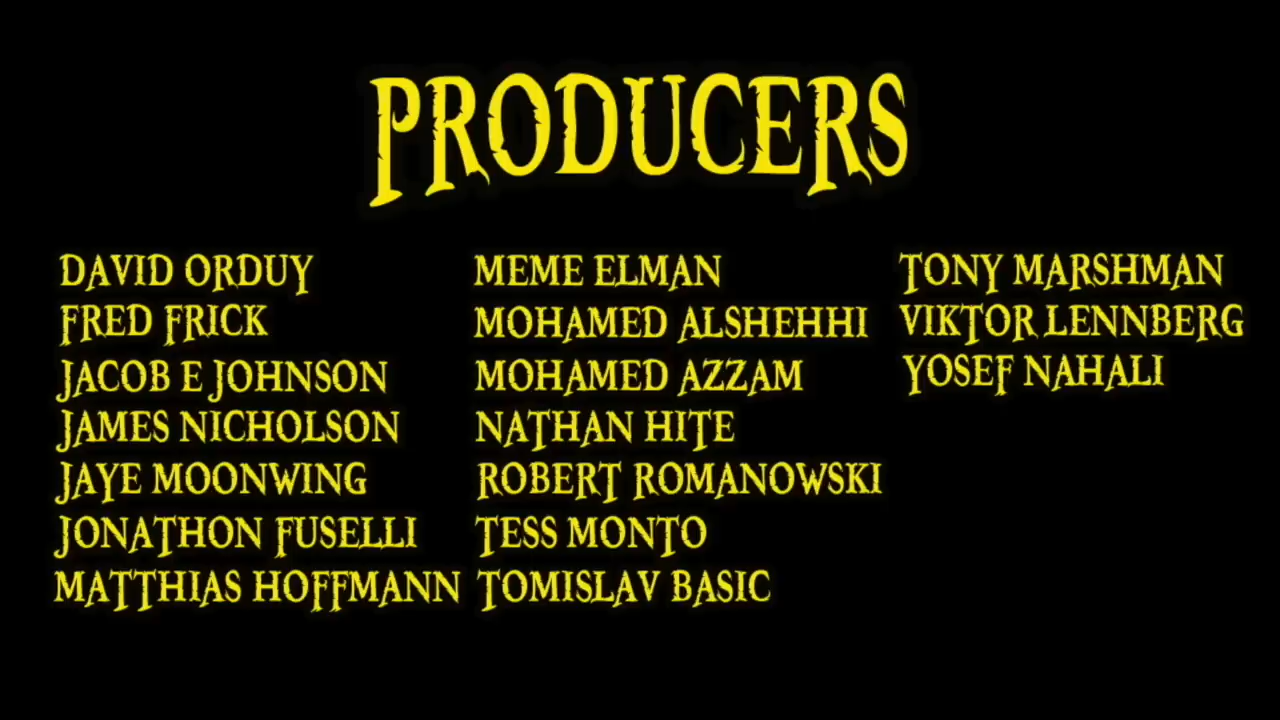 PRODUCERS
DAVID ORDUY
FRED FRICK
JACOB E JOHNSON
JAMES NICHOLSON
JAYE MOONWING
JONATHON FUSELLI
MATTHIAS HOFFMANN
MEME ELMAN
MOHAMED ALSHEHHI
MOHAMED AZZAM
NATHAN HITE
ROBERT ROMANOWSKI
TESS MONTO
TOMISLAV BASIC
TONY MARSHMAN
VIKTOR LENNBERG
YOSEF NAHALI